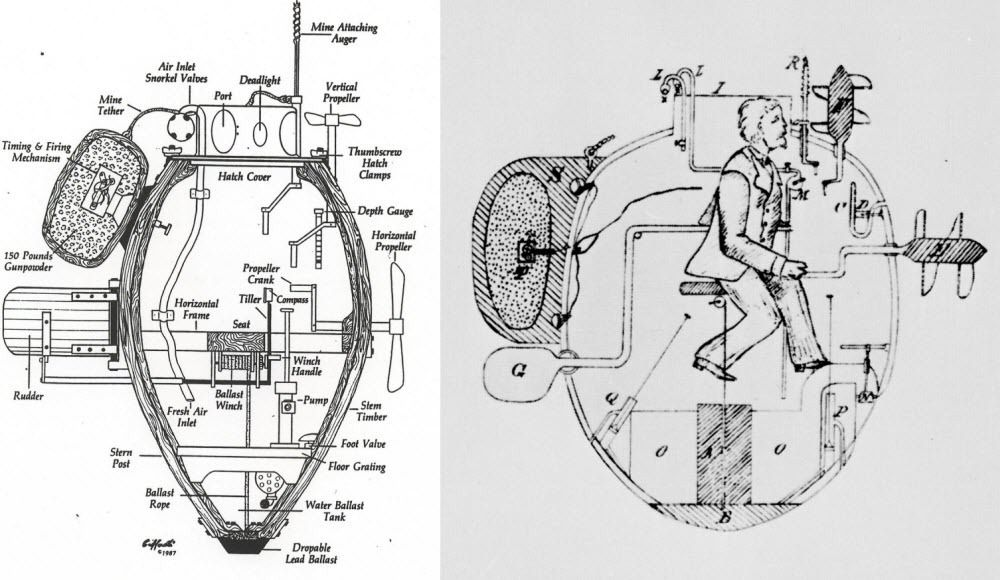 Mine Attaching
Auger
Air Inlet
Snorkel Valves
Deadlight
Port
Vertical
Propeller
Mine
Tether
Timing & Firing
Mechanism
Thumbscrew
Hatch
Clamps
Hatch Cover
Depth Gauge
Horizontal
Propeller
150 Pounds
Gunpowder
Propeller
Crank
Tiller
Compass
Horizontal
Frame
Seat
Winch
Handle
Rudder
Ballast
Winch
Pump
Fresh Air
Inlet
Stem
Timber
Foot Valve
Stern
Post
Floor Grating
Ballast
Rope
Water Ballast
Tank
Dropable
Lead Ballast
©1987
L L I R
S
M
C D
G
Q
P
O A O
B